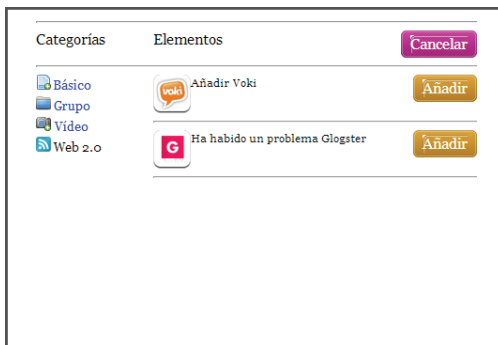 Categorías Elementos Cancelar
Básico
Grupo
Vídeo
Web 2.0
voki Añadir Voki Añadir
G Ha habido un problema Glogster Añadir